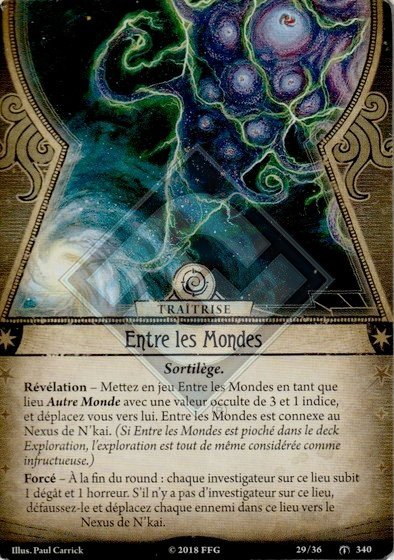 TRAÎTRISE
Entre les Mondes
Sortilège.
Révélation – Mettez en jeu Entre les Mondes en tant que
lieu Autre Monde avec une valeur occulte de 3 et 1 indice,
et déplacez vous vers lui. Entre les Mondes est connexe au
Nexus de N'kai. (Si Entre les Mondes est pioché dans le deck
Exploration, l'exploration est tout de même considérée comme
infructueuse.)
Forcé – À la fin du round : chaque investigateur sur ce lieu subit
1 dégât et 1 horreur. S'il n'y a pas d'investigateur sur ce lieu,
défaussez-le et déplacez chaque ennemi dans ce lieu vers le
Nexus de N'kai.
Illus. Paul Carrick © 2018 FFG 29/36 340